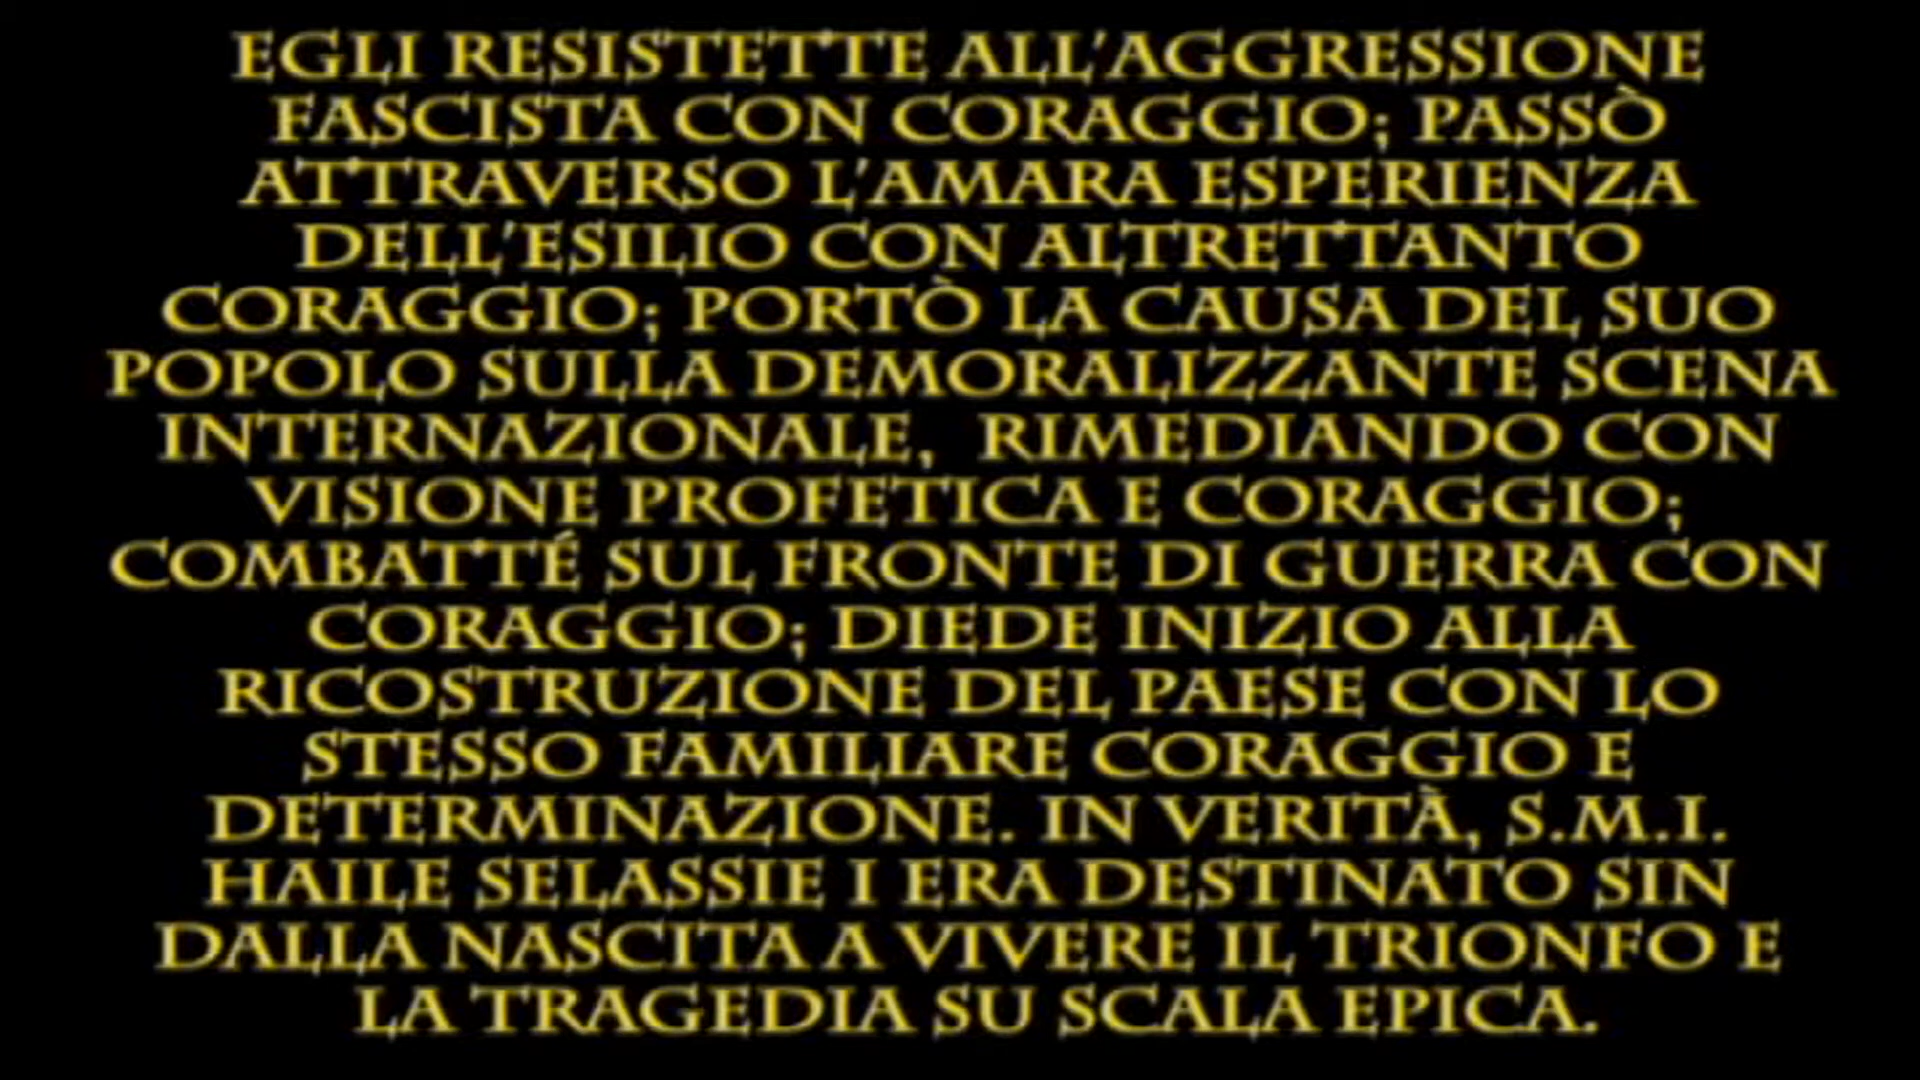 EGLI RESISTETTE ALL'AGGRESSIONE
FASCISTA CON CORAGGIO; PASSÒ
ATTRAVERSO L'AMARA ESPERIENZA
DELL'ESILIO CON ALTRETTANTO
CORAGGIO; PORTÒ LA CAUSA DEL SUO
POPOLO SULLA DEMORALIZZANTE SCENA
INTERNAZIONALE, RIMEDIANDO CON
VISIONE PROFETICA E CORAGGIO;
COMBATTÉ SUL FRONTE DI GUERRA CON
CORAGGIO; DIEDE INIZIO ALLA
RICOSTRUZIONE DEL PAESE CON LO
STESSO FAMILIARE CORAGGIO E
DETERMINAZIONE. IN VERITÀ, S.M.I.
HAILE SELASSIE I ERA DESTINATO SIN
DALLA NASCITA A VIVERE IL TRIONFO E
LA TRAGEDIA SU SCALA EPICA.